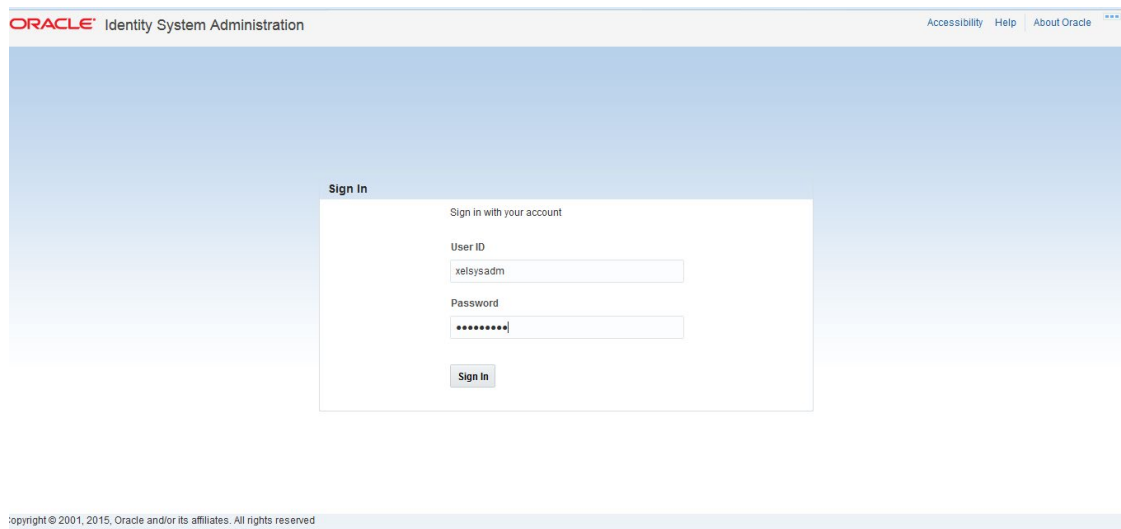 ORACLE Identity System Administration
Accessibility Help About Oracle
Sign In
Sign in with your account
User ID
xelsysadm
Password
•••••••••
Sign In
opyright © 2001, 2015, Oracle and/or its affiliates. All rights reserved